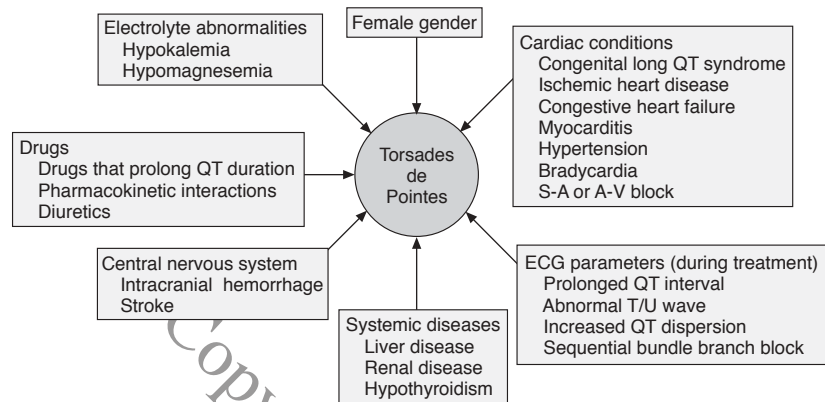 Electrolyte abnormalities
Hypokalemia
Hypomagnesemia
Female gender
Cardiac conditions
Congenital long QT syndrome
Ischemic heart disease
Congestive heart failure
Myocarditis
Hypertension
Bradycardia
S-A or A-V block
Torsades
de
Pointes
Drugs
Drugs that prolong QT duration
Pharmacokinetic interactions
Diuretics
Central nervous system
Intracranial hemorrhage
Stroke
Systemic diseases
Liver disease
Renal disease
Hypothyroidism
ECG parameters (during treatment)
Prolonged QT interval
Abnormal T/U wave
Increased QT dispersion
Sequential bundle branch block